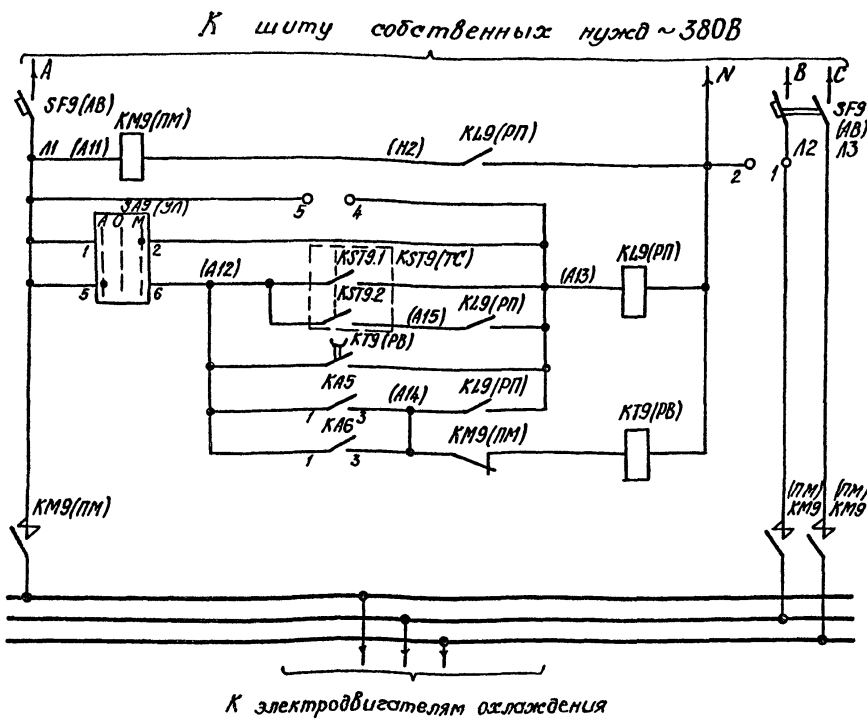 К щиту собственных нужд ~ 380В
A N B C
SF9(АВ)
KM9(ПМ)
KL9(РП)
SF9
(АВ)
Л1 (А11)
(Н2)
2
1
Л2
Л3
SA9(УП)
5 4
А О М
1 2
KST9.1
KST9(ТС)
KL9(РП)
(А12)
(А13)
5 6
KST9.2
(А15)
KL9(РП)
KT9(РВ)
KA5
(А14)
KL9(РП)
KT9(РВ)
1 3
KA6
KM9(ПМ)
1 3
KM9(ПМ)
(ПМ)
KM9
(ПМ)
KM9
К электродвигателям охлаждения